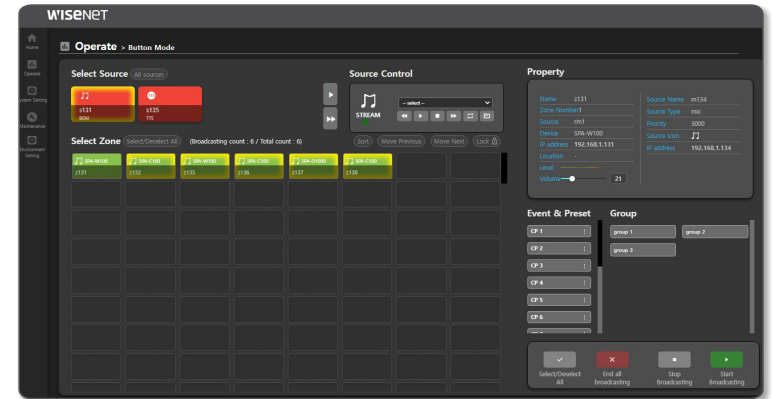 WISENET
Home
Operate
System Setting
Maintenance
Environment
Setting
Operate > Button Mode
Select Source
All sources
s131
BGM
s135
TTS
Source Control
STREAM
-- select --
Select Zone
Select/Deselect All
(Broadcasting count : 6 / Total count : 6)
Sort
Move Previous
Move Next
Lock
SPA-W100
z131
SPA-C100
z132
SPA-W100
z135
SPA-C100
z136
z137
SPA-C100
z138
Property
Name z131
Zone Number 1
Source rm1
Device SPA-W100
IP address 192.168.1.131
Location -
Level
Volume 21
Source Name m134
Source Type mic
Priority 3000
Source Icon
IP address 192.168.1.134
Event & Preset
CP 1
CP 2
CP 3
CP 4
CP 5
CP 6
Group
group 1
group 2
group 3
Select/Deselect
All
End all
broadcasting
Stop
Broadcasting
Start
Broadcasting